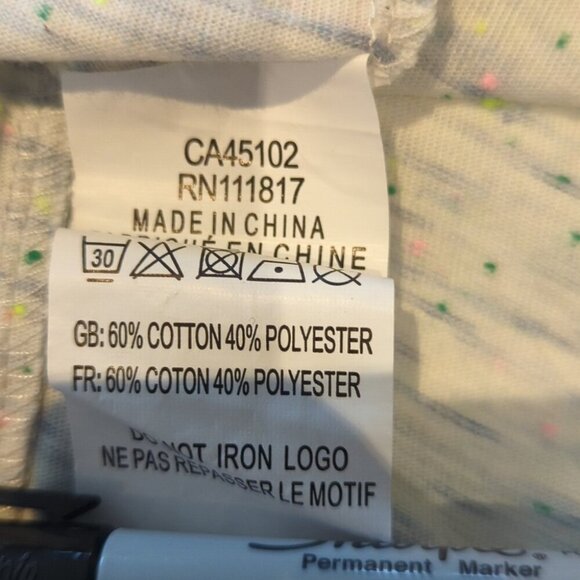 CA45102
RN111817
MADE IN CHINA
FABRIQUÉ EN CHINE
30
GB: 60% COTTON 40% POLYESTER
FR: 60% COTON 40% POLYESTER
DO NOT IRON LOGO
NE PAS REPASSER LE MOTIF
Sharpie®
Permanent Marker